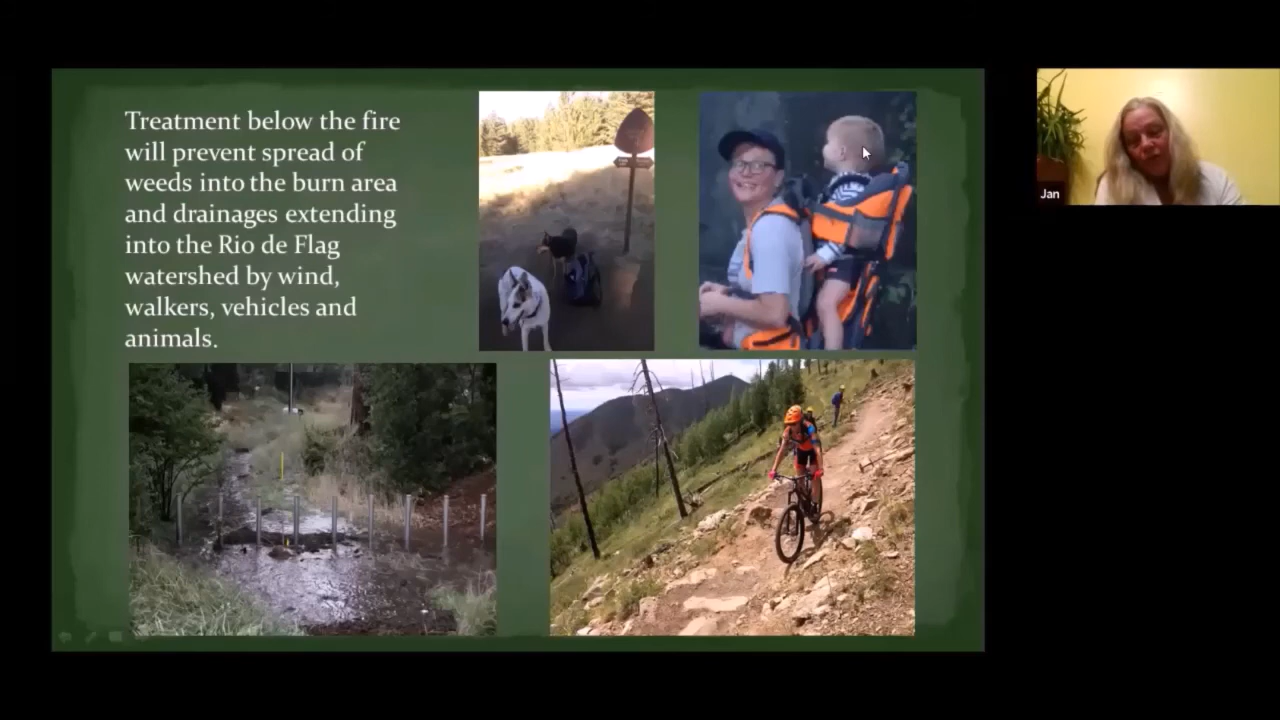 Treatment below the fire
will prevent spread of
weeds into the burn area
and drainages extending
into the Rio de Flag
watershed by wind,
walkers, vehicles and
animals.
Jan